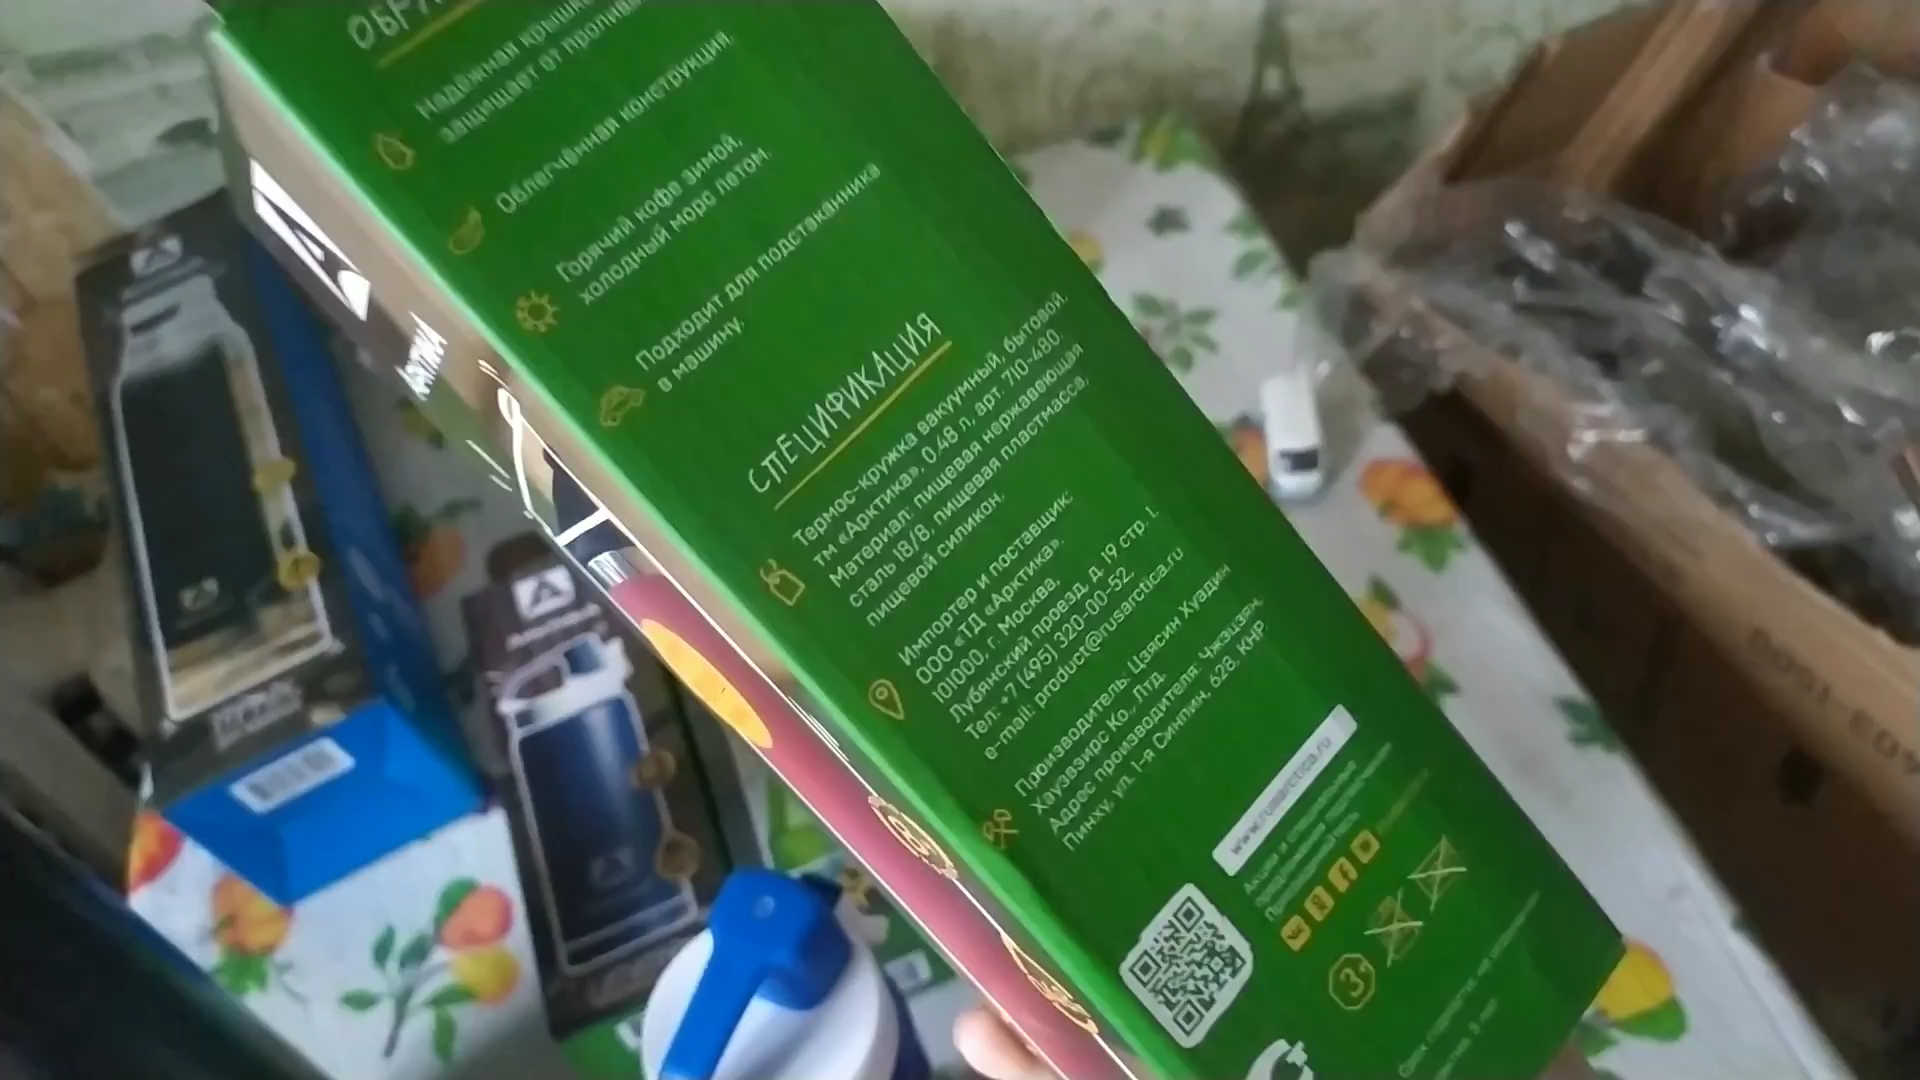 Надёжная крышка
защищает от пролив
Облегчённая конструкция.
Горячий кофе зимой,
холодный морс летом.
Подходит для подстаканника
в машину.
СПЕЦИФИКАЦИЯ
Термос-кружка вакуумный, бытовой,
тм «Арктика», 0.48 л, арт. 710-480.
Материал: пищевая нержавеющая
сталь 18/8, пищевая пластмасса,
пищевой силикон.
Импортер и поставщик:
ООО «ТД «Арктика».
101000, г. Москва,
Лубянский проезд, д. 19 стр. 1.
Тел: +7 (495) 320-00-52.
e-mail: product@rusarctica.ru
Производитель: Цзясин Хуадин
Хаузвэирс Ко., Лтд.
Адрес производителя: Чжэцзян,
Пинху, ул. 1-я Синпин, 628. КНР.
www.rusarctica.ru
Акции и специальные
3+